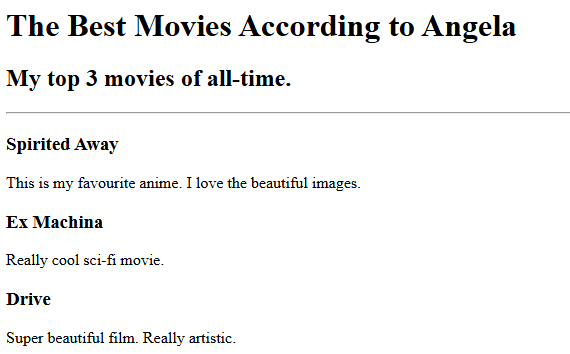 The Best Movies According to Angela
My top 3 movies of all-time.
Spirited Away
This is my favourite anime. I love the beautiful images.
Ex Machina
Really cool sci-fi movie.
Drive
Super beautiful film. Really artistic.